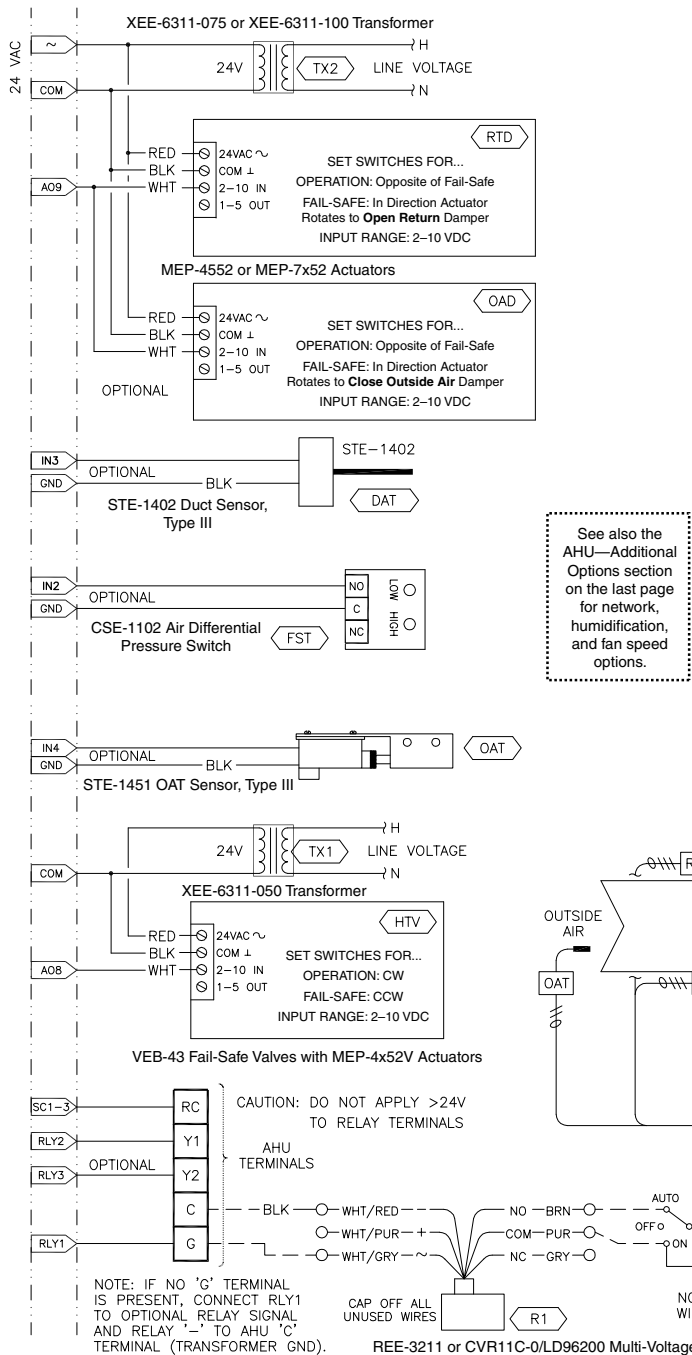 XEE-6311-075 or XEE-6311-100 Transformer
24 VAC
~
H
24V
TX2
LINE VOLTAGE
COM
N
RTD
RED
24VAC ~
SET SWITCHES FOR...
BLK
COM ⊥
OPERATION: Opposite of Fail-Safe
AO9
WHT
2–10 IN
FAIL-SAFE: In Direction Actuator
1–5 OUT
Rotates to Open Return Damper
INPUT RANGE: 2–10 VDC
MEP-4552 or MEP-7x52 Actuators
OAD
RED
24VAC ~
SET SWITCHES FOR...
BLK
COM ⊥
OPERATION: Opposite of Fail-Safe
WHT
2–10 IN
FAIL-SAFE: In Direction Actuator
1–5 OUT
Rotates to Close Outside Air Damper
OPTIONAL
INPUT RANGE: 2–10 VDC
STE–1402
IN3
OPTIONAL
GND
BLK
STE-1402 Duct Sensor,
Type III
DAT
See also the
AHU—Additional
Options section
on the last page
for network,
humidification,
and fan speed
options.
IN2
OPTIONAL
NO
LOW
GND
C
CSE-1102 Air Differential
Pressure Switch
FST
NC
HIGH
IN4
OPTIONAL
OAT
GND
BLK
STE-1451 OAT Sensor, Type III
H
24V
TX1
LINE VOLTAGE
COM
N
XEE-6311-050 Transformer
HTV
RED
24VAC ~
SET SWITCHES FOR...
BLK
COM ⊥
OPERATION: CW
AO8
WHT
2–10 IN
FAIL-SAFE: CCW
1–5 OUT
INPUT RANGE: 2–10 VDC
VEB-43 Fail-Safe Valves with MEP-4x52V Actuators
R
OUTSIDE
AIR
OAT
SC1–3
RC
CAUTION: DO NOT APPLY >24V
TO RELAY TERMINALS
RLY2
Y1
AHU
TERMINALS
RLY3
OPTIONAL
Y2
C
BLK
WHT/RED
–
NO
BRN
AUTO
WHT/PUR
+
COM
PUR
OFF
RLY1
G
WHT/GRY
~
NC
GRY
ON
NOTE: IF NO 'G' TERMINAL
IS PRESENT, CONNECT RLY1
TO OPTIONAL RELAY SIGNAL
AND RELAY '–' TO AHU 'C'
TERMINAL (TRANSFORMER GND).
CAP OFF ALL
UNUSED WIRES
R1
NO
WI
REE-3211 or CVR11C-0/LD96200 Multi-Voltage